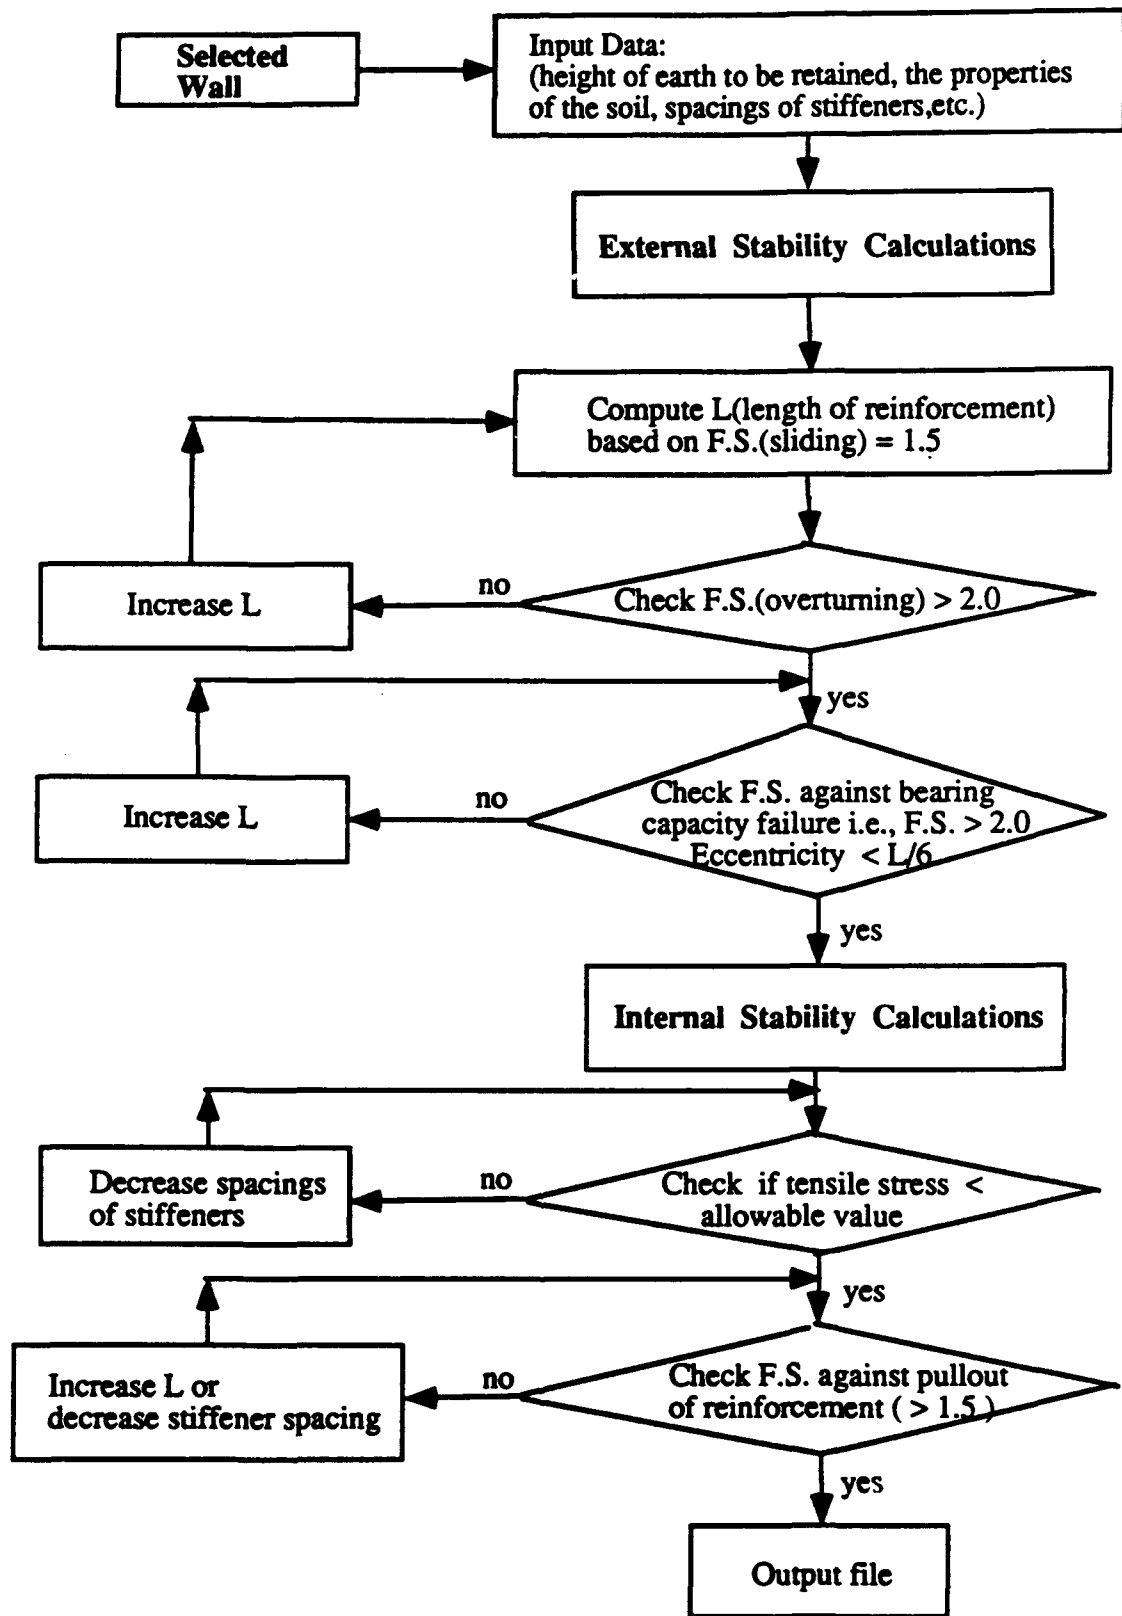 Selected
Wall
Input Data:
(height of earth to be retained, the properties
of the soil, spacings of stiffeners,etc.)
External Stability Calculations
Compute L(length of reinforcement)
based on F.S.(sliding) = 1.5
Increase L
no
Check F.S.(overturning) > 2.0
yes
Increase L
no
Check F.S. against bearing
capacity failure i.e., F.S. > 2.0
Eccentricity < L/6
yes
Internal Stability Calculations
Decrease spacings
of stiffeners
no
Check if tensile stress <
allowable value
yes
Increase L or
decrease stiffener spacing
no
Check F.S. against pullout
of reinforcement ( > 1.5 )
yes
Output file